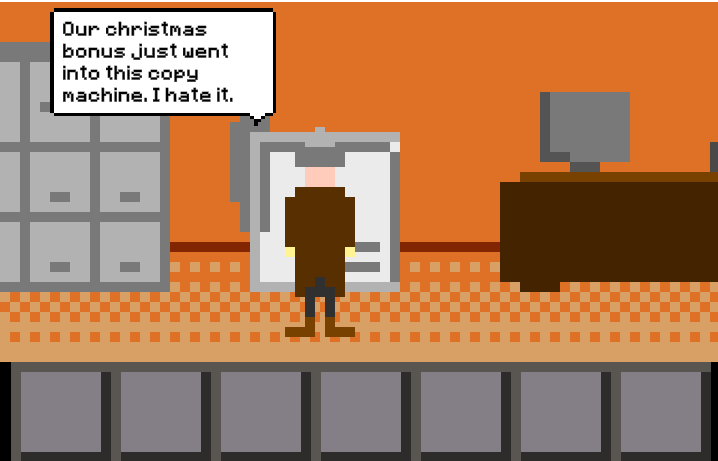 Our christmas
bonus just went
into this copy
machine. I hate it.